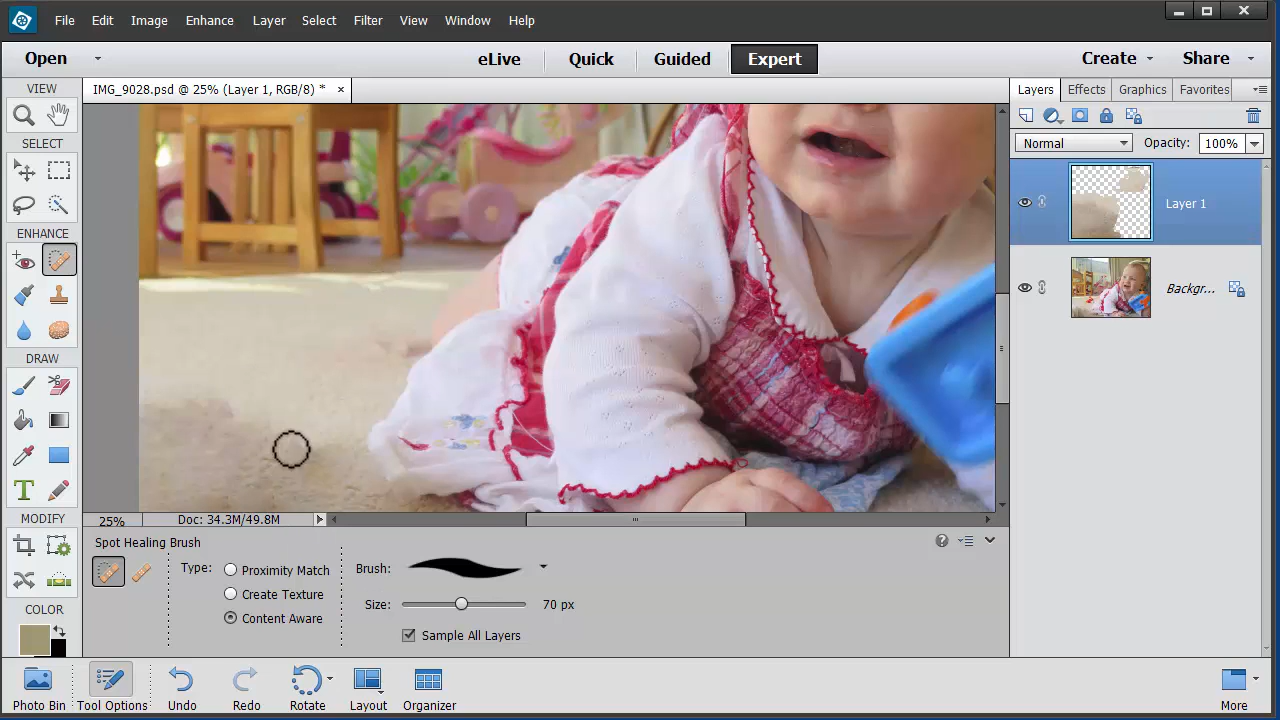 File Edit Image Enhance Layer Select Filter View Window Help
Open eLive Quick Guided Expert Create Share
VIEW
IMG_9028.psd @ 25% (Layer 1, RGB/8) * ×
Layers Effects Graphics Favorites
SELECT
Normal Opacity: 100%
Layer 1
ENHANCE
Backgr...
DRAW
MODIFY
25% Doc: 34.3M/49.8M
Spot Healing Brush
Type: Proximity Match Brush:
Create Texture Size: 70 px
COLOR
Content Aware
Sample All Layers
Photo Bin Tool Options Undo Redo Rotate Layout Organizer More